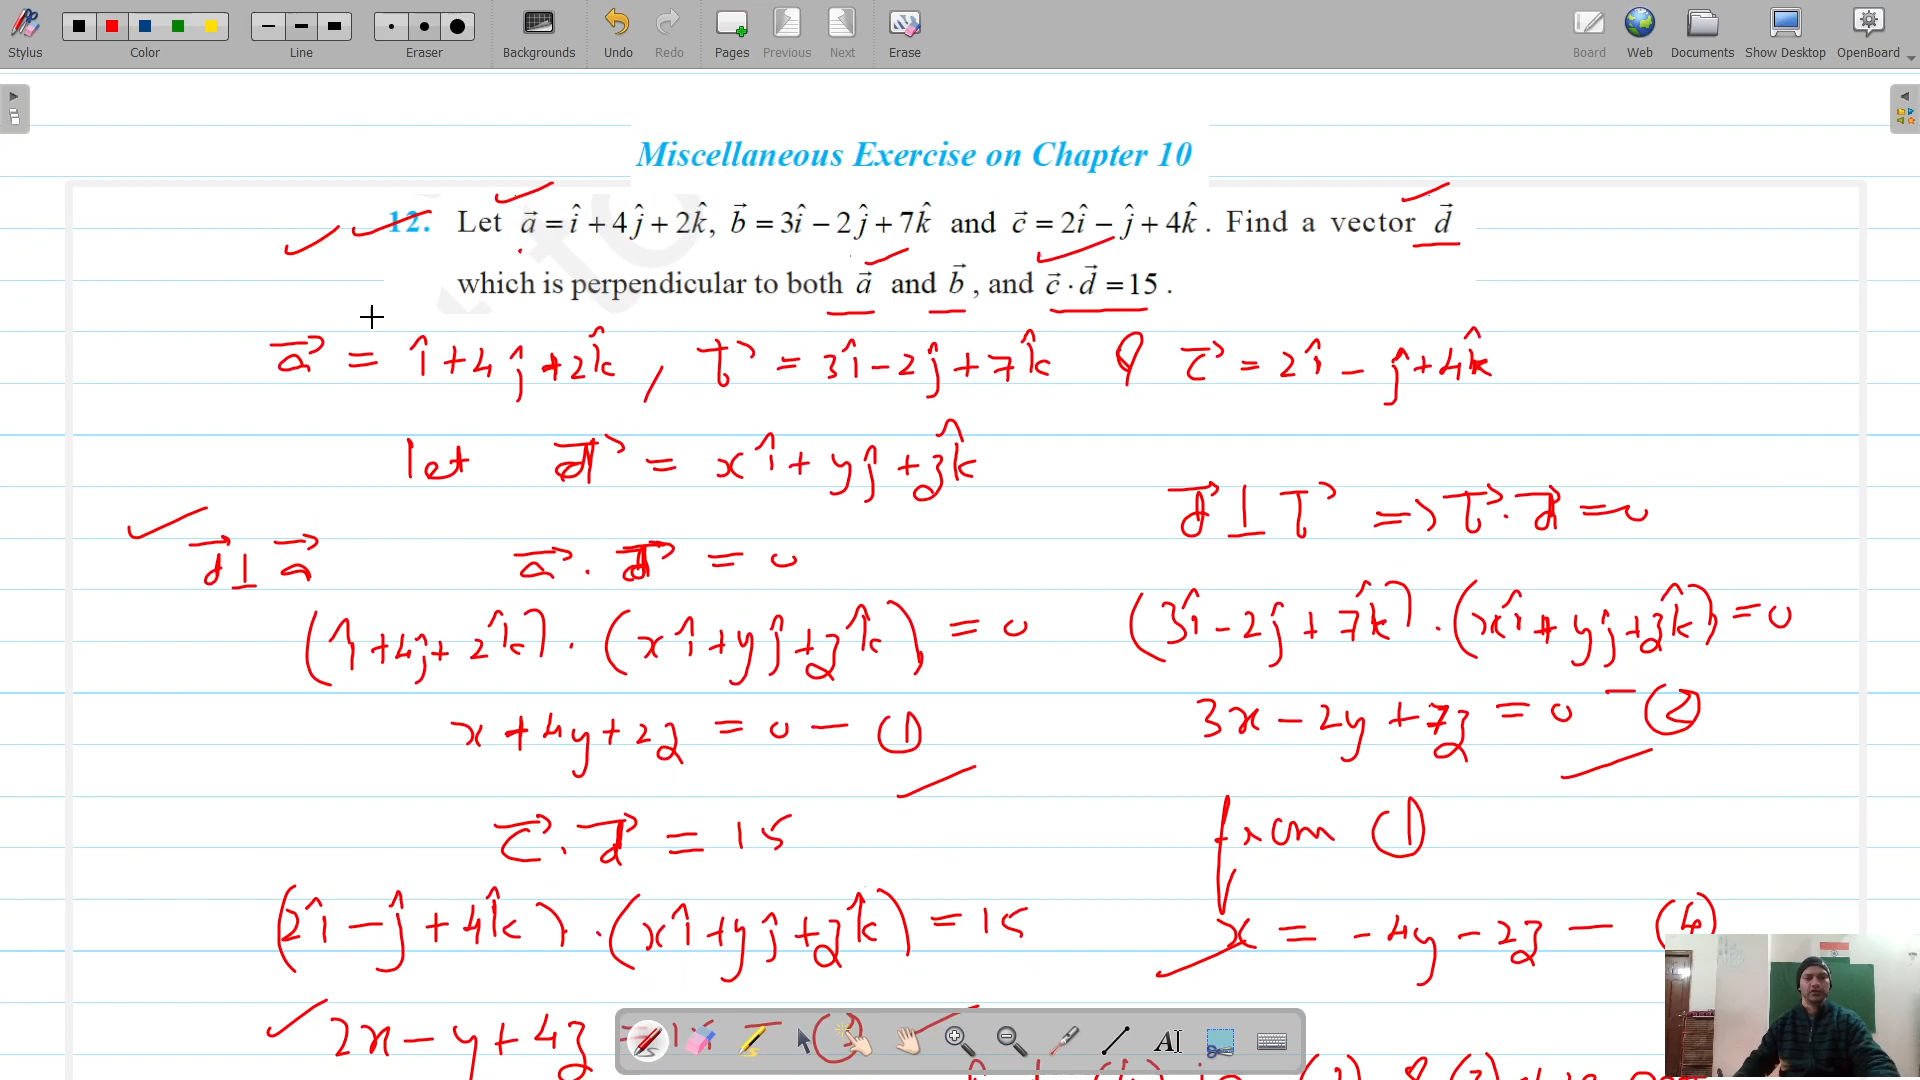 Stylus Color Line Eraser Backgrounds Undo Redo Pages Previous Next Erase Board Web Documents Show Desktop OpenBoard
Miscellaneous Exercise on Chapter 10
12. Let a⃗ = î + 4ĵ + 2k̂, b⃗ = 3î − 2ĵ + 7k̂ and c⃗ = 2î − ĵ + 4k̂ . Find a vector d⃗
which is perpendicular to both a⃗ and b⃗ , and c⃗ · d⃗ = 15 .
a⃗ = î + 4ĵ + 2k̂ , b⃗ = 3î − 2ĵ + 7k̂ & c⃗ = 2î − ĵ + 4k̂
let d⃗ = xî + yĵ + zk̂
d⃗ ⊥ a⃗ a⃗ · d⃗ = 0
(î + 4ĵ + 2k̂) · (xî + yĵ + zk̂) = 0
x + 4y + 2z = 0 − ①
c⃗ · d⃗ = 15
(2î − ĵ + 4k̂) · (xî + yĵ + zk̂) = 15
2x − y + 4z = 15
d⃗ ⊥ b⃗ => b⃗ · d⃗ = 0
(3î − 2ĵ + 7k̂) · (xî + yĵ + zk̂) = 0
3x − 2y + 7z = 0 − ②
from ①
x = −4y − 2z − (4)